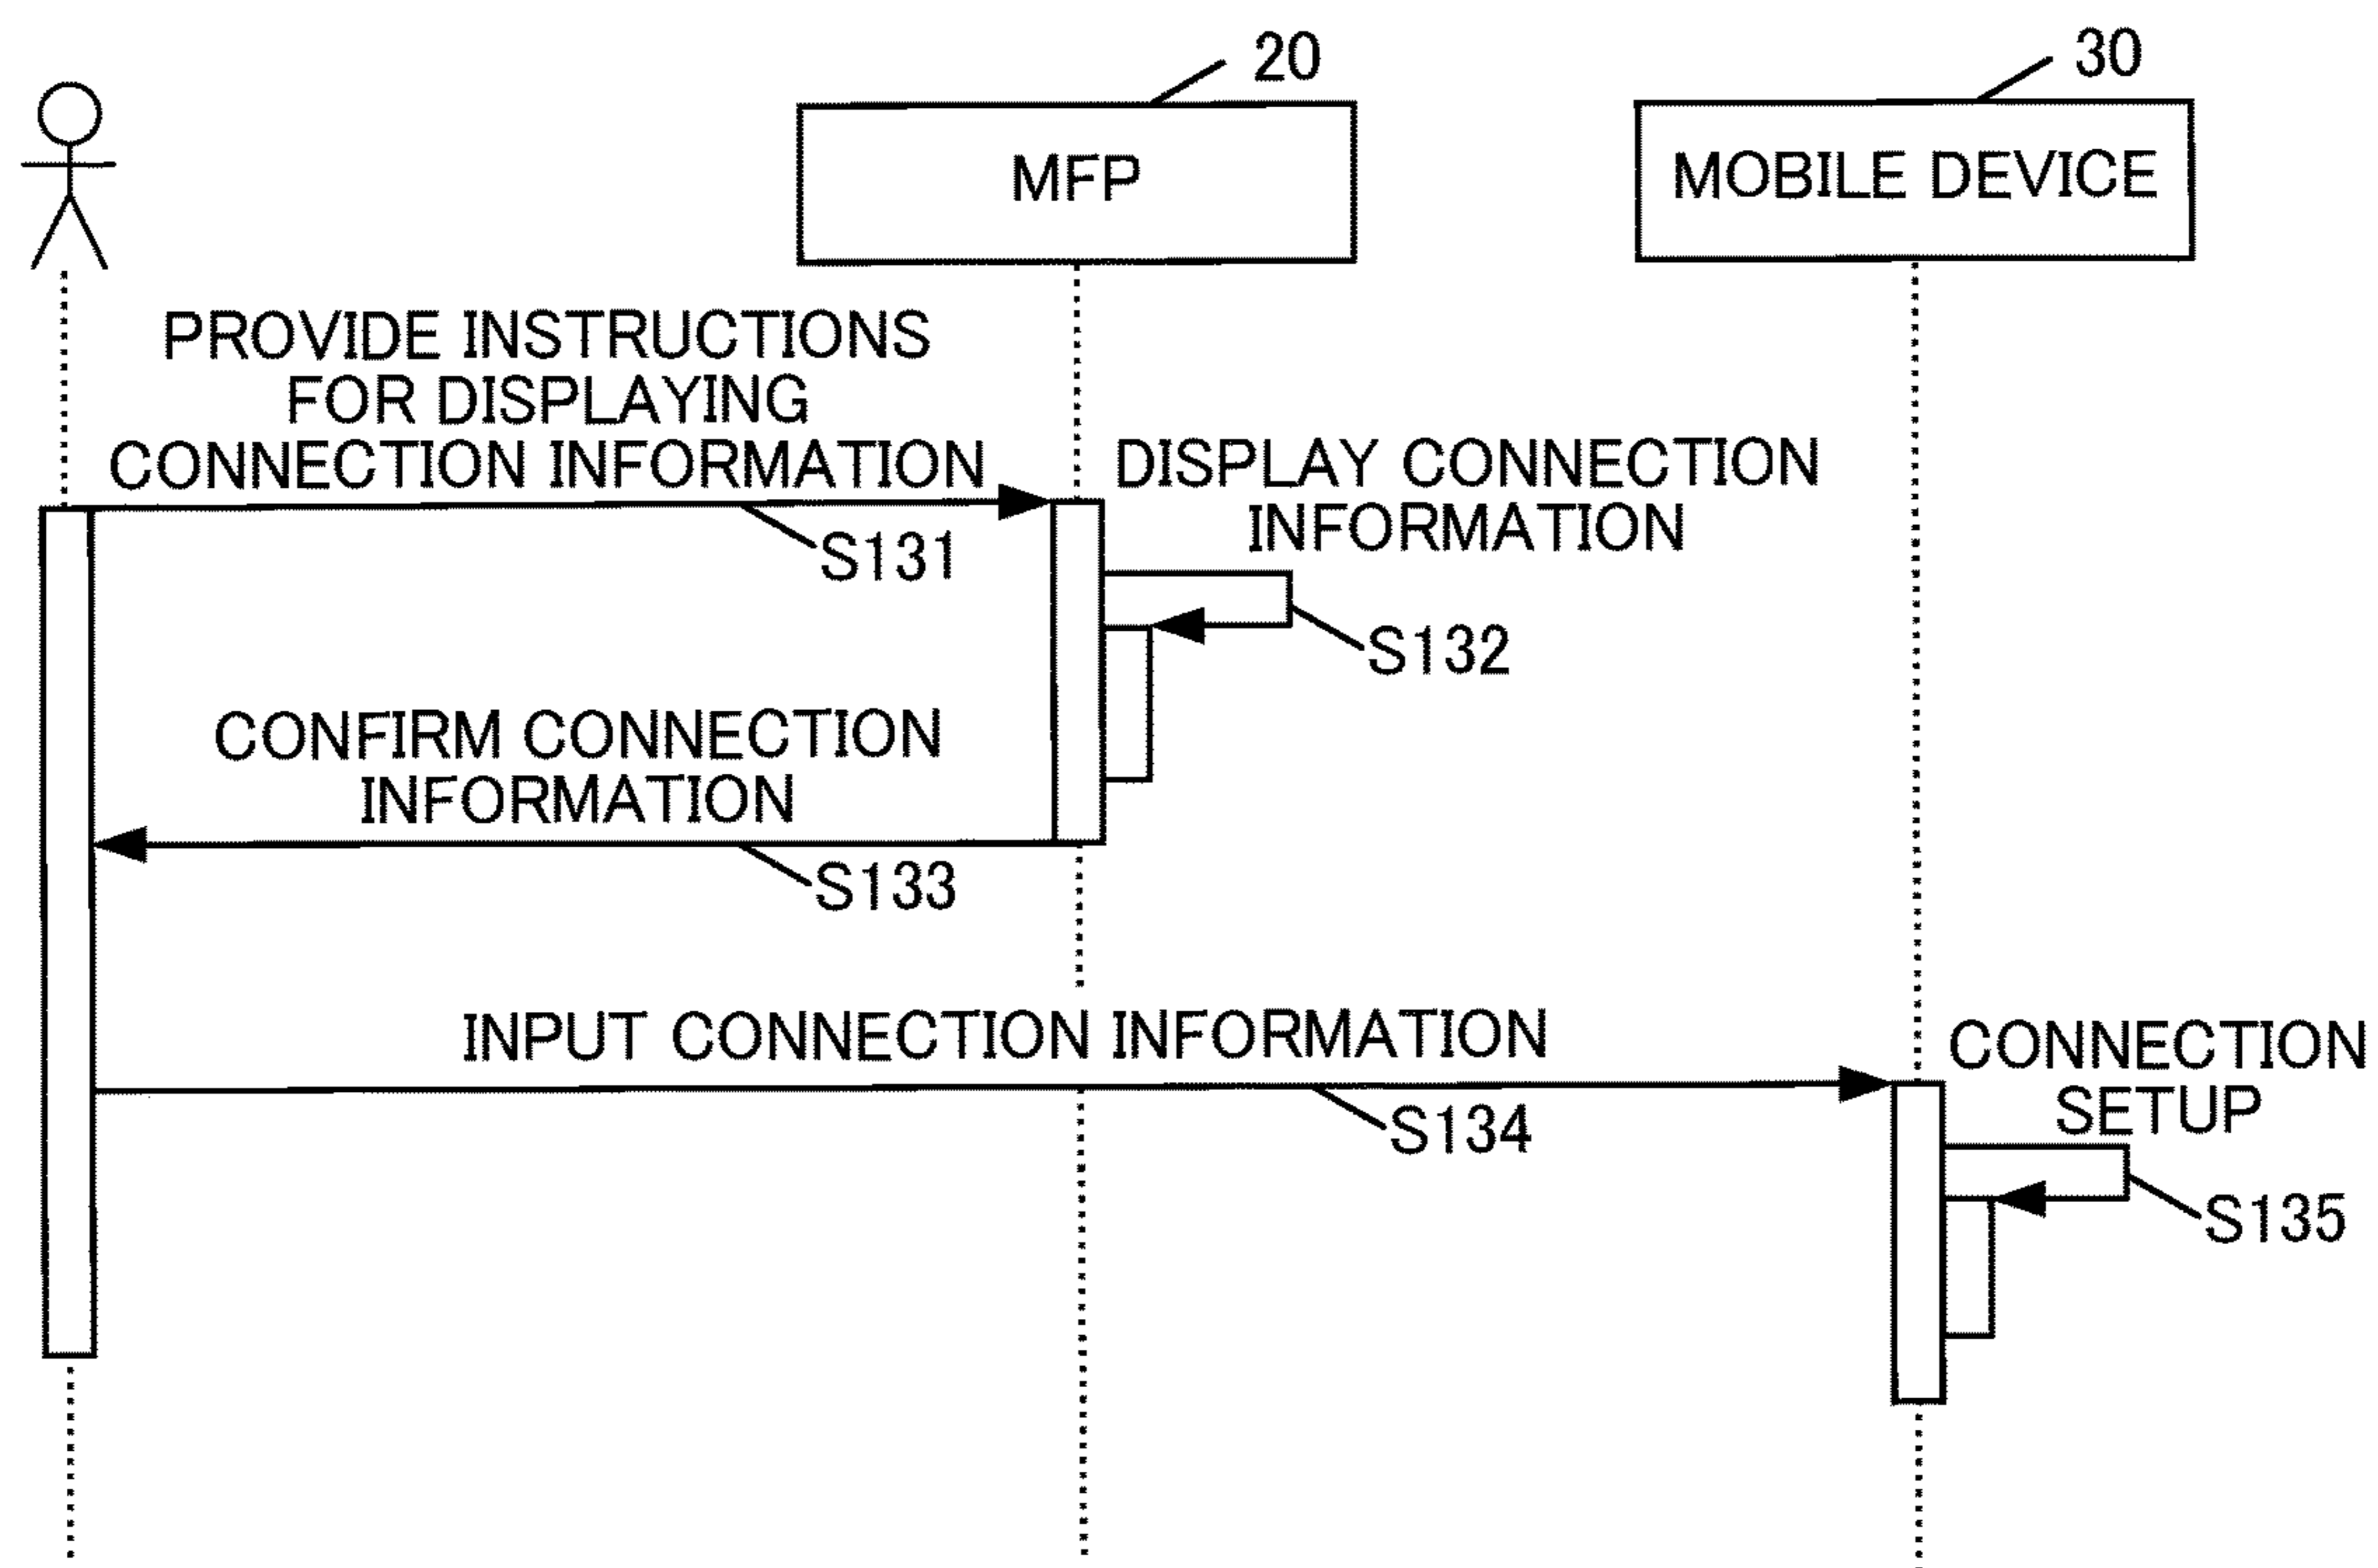 20
30
MFP
MOBILE DEVICE
PROVIDE INSTRUCTIONS
FOR DISPLAYING
CONNECTION INFORMATION
DISPLAY CONNECTION
INFORMATION
S131
S132
CONFIRM CONNECTION
INFORMATION
S133
INPUT CONNECTION INFORMATION
CONNECTION
SETUP
S134
S135